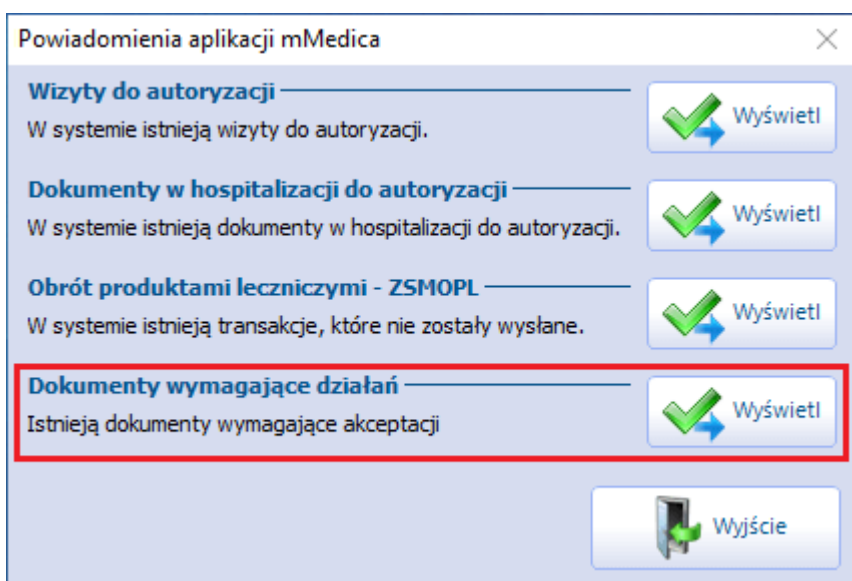 Powiadomienia aplikacji mMedica
Wizyty do autoryzacji
W systemie istnieją wizyty do autoryzacji.
Wyświetl
Dokumenty w hospitalizacji do autoryzacji
W systemie istnieją dokumenty w hospitalizacji do autoryzacji.
Wyświetl
Obrót produktami leczniczymi - ZSMOPL
W systemie istnieją transakcje, które nie zostały wysłane.
Wyświetl
Dokumenty wymagające działań
Istnieją dokumenty wymagające akceptacji
Wyświetl
Wyjście